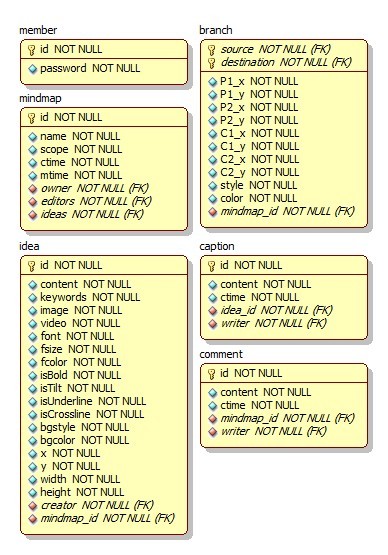 member
id NOT NULL
password NOT NULL
mindmap
id NOT NULL
name NOT NULL
scope NOT NULL
ctime NOT NULL
mtime NOT NULL
owner NOT NULL (FK)
editors NOT NULL (FK)
ideas NOT NULL (FK)
idea
id NOT NULL
content NOT NULL
keywords NOT NULL
image NOT NULL
video NOT NULL
font NOT NULL
fsize NOT NULL
fcolor NOT NULL
isBold NOT NULL
isTilt NOT NULL
isUnderline NOT NULL
isCrossline NOT NULL
bgstyle NOT NULL
bgcolor NOT NULL
x NOT NULL
y NOT NULL
width NOT NULL
height NOT NULL
creator NOT NULL (FK)
mindmap_id NOT NULL (FK)
branch
source NOT NULL (FK)
destination NOT NULL (FK)
P1_x NOT NULL
P1_y NOT NULL
P2_x NOT NULL
P2_y NOT NULL
C1_x NOT NULL
C1_y NOT NULL
C2_x NOT NULL
C2_y NOT NULL
style NOT NULL
color NOT NULL
mindmap_id NOT NULL (FK)
caption
id NOT NULL
content NOT NULL
ctime NOT NULL
idea_id NOT NULL (FK)
writer NOT NULL (FK)
comment
id NOT NULL
content NOT NULL
ctime NOT NULL
mindmap_id NOT NULL (FK)
writer NOT NULL (FK)